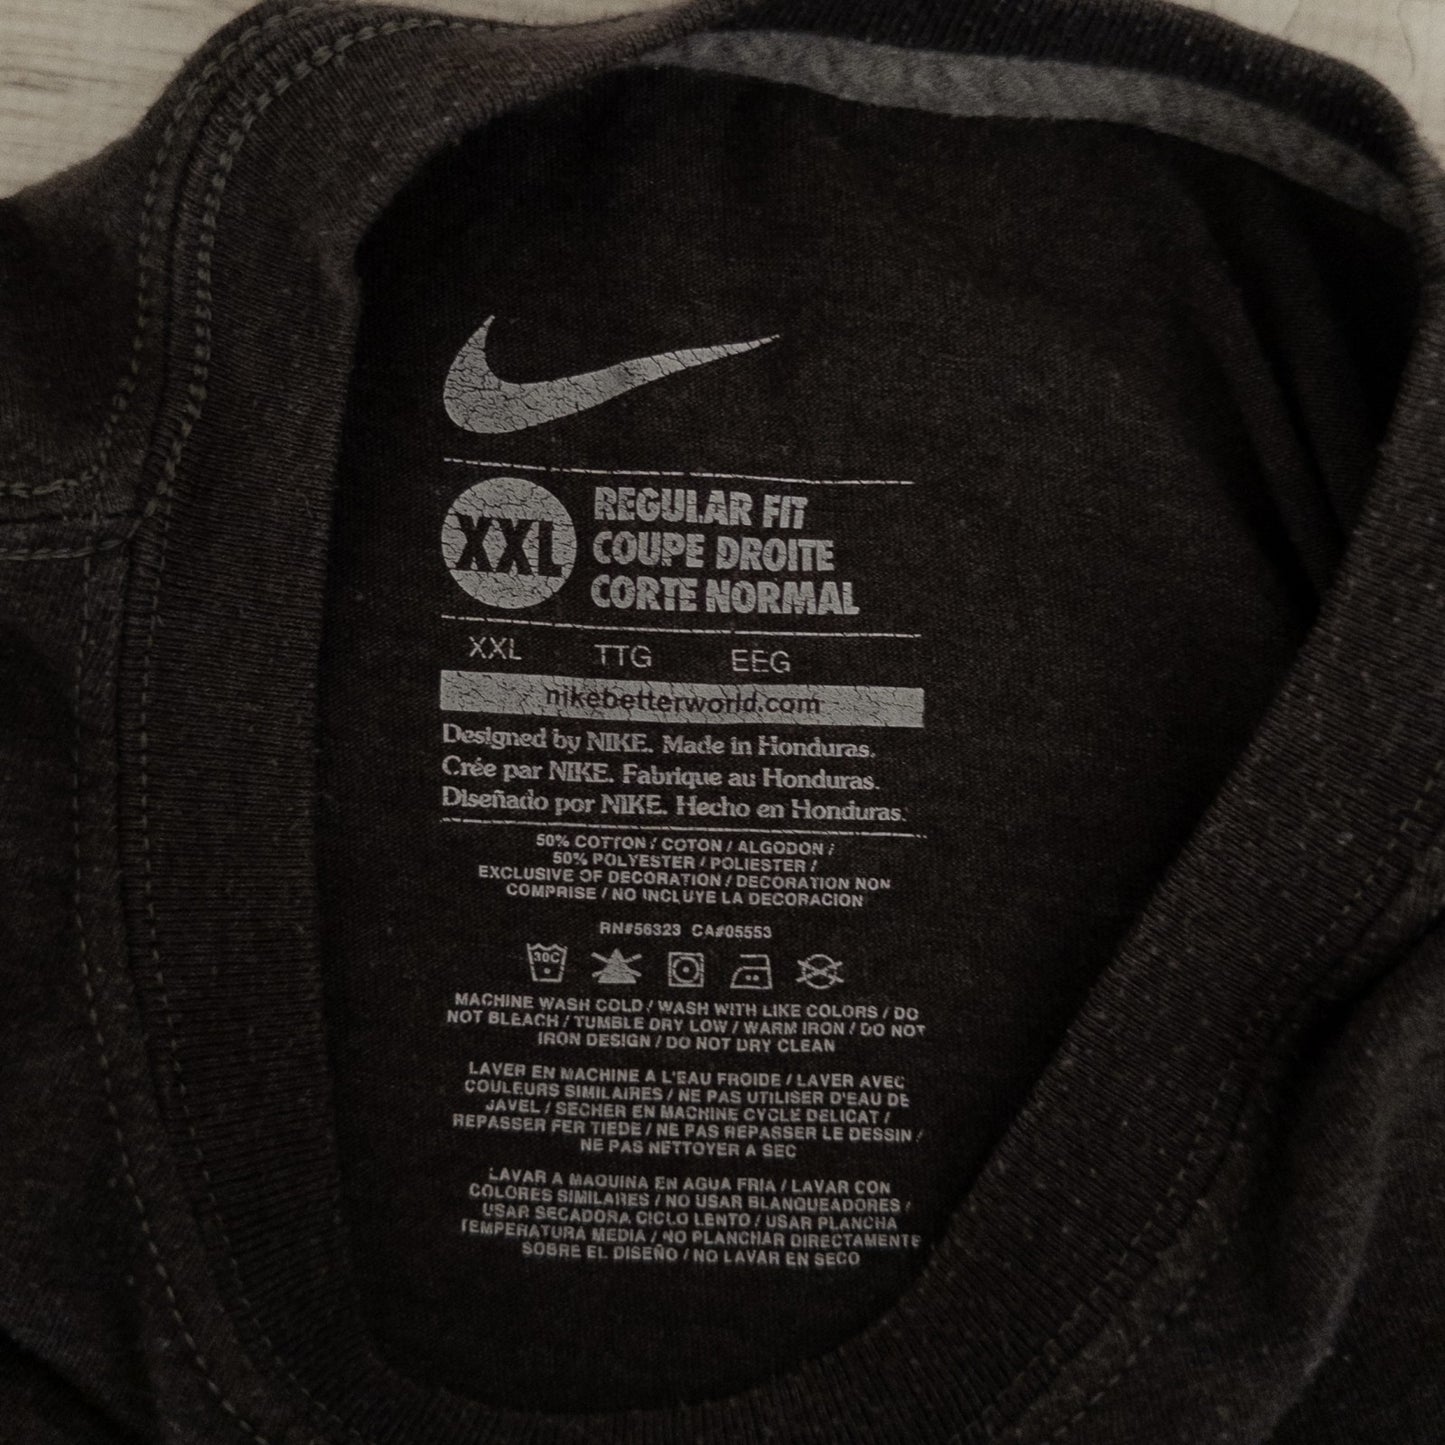 XXL
REGULAR FIT
COUPE DROITE
CORTE NORMAL
XXL TTG EEG
nikebetterworld.com
Designed by NIKE. Made in Honduras.
Crée par NIKE. Fabrique au Honduras.
Diseñado por NIKE. Hecho en Honduras.
50% COTTON / COTON / ALGODON /
50% POLYESTER / POLIESTER /
EXCLUSIVE OF DECORATION / DECORATION NON
COMPRISE / NO INCLUYE LA DECORACION
RN#56323 CA#05553
30C
MACHINE WASH COLD / WASH WITH LIKE COLORS / DO
NOT BLEACH / TUMBLE DRY LOW / WARM IRON / DO NOT
IRON DESIGN / DO NOT DRY CLEAN
LAVER EN MACHINE A L'EAU FROIDE / LAVER AVEC
COULEURS SIMILAIRES / NE PAS UTILISER D'EAU DE
JAVEL / SECHER EN MACHINE CYCLE DELICAT /
REPASSER FER TIEDE / NE PAS REPASSER LE DESSIN /
NE PAS NETTOYER A SEC
LAVAR A MAQUINA EN AGUA FRIA / LAVAR CON
COLORES SIMILARES / NO USAR BLANQUEADORES /
USAR SECADORA CICLO LENTO / USAR PLANCHA
TEMPERATURA MEDIA / NO PLANCHAR DIRECTAMENTE
SOBRE EL DISEÑO / NO LAVAR EN SECO